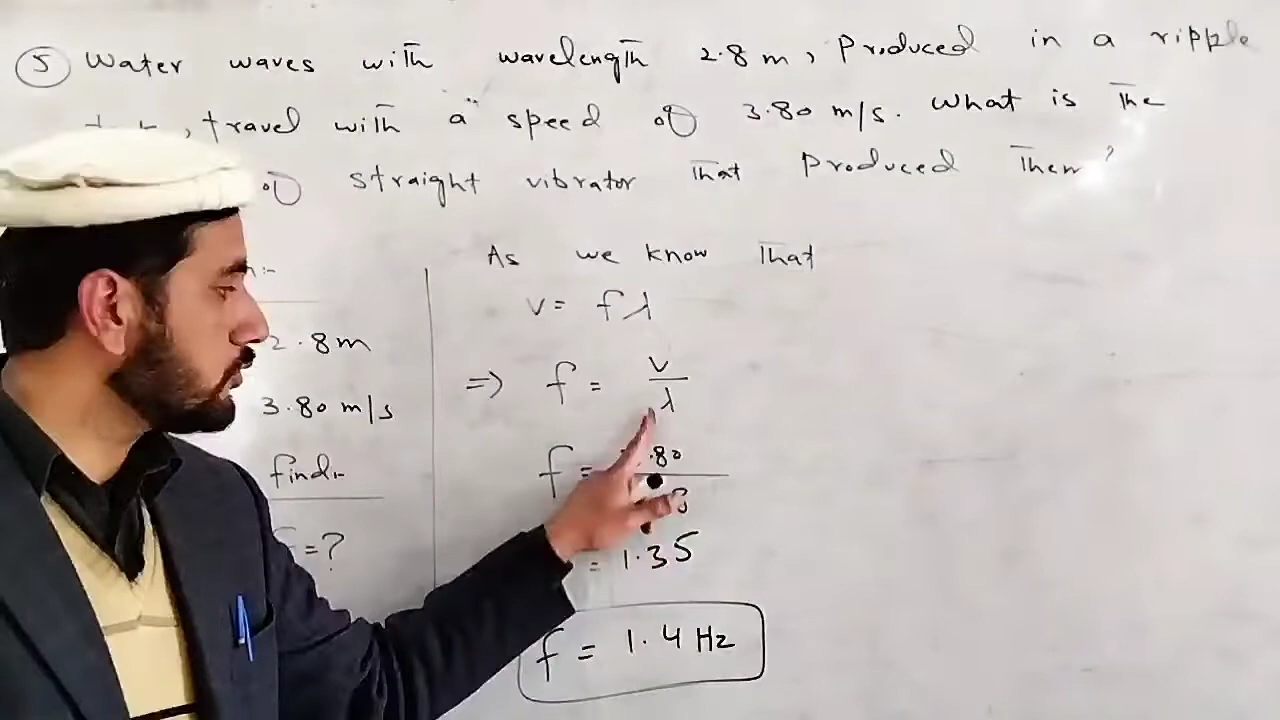 5 Water waves with wavelength 2.8 m, Produced in a ripple
, travel with a speed of 3.80 m/s. What is the
of straight vibrator that produced them?
As we know that
v = fλ
=> f = v/λ
f = .80
= 1.35
f = 1.4 Hz
2.8m
3.80 m/s
find:-
=?